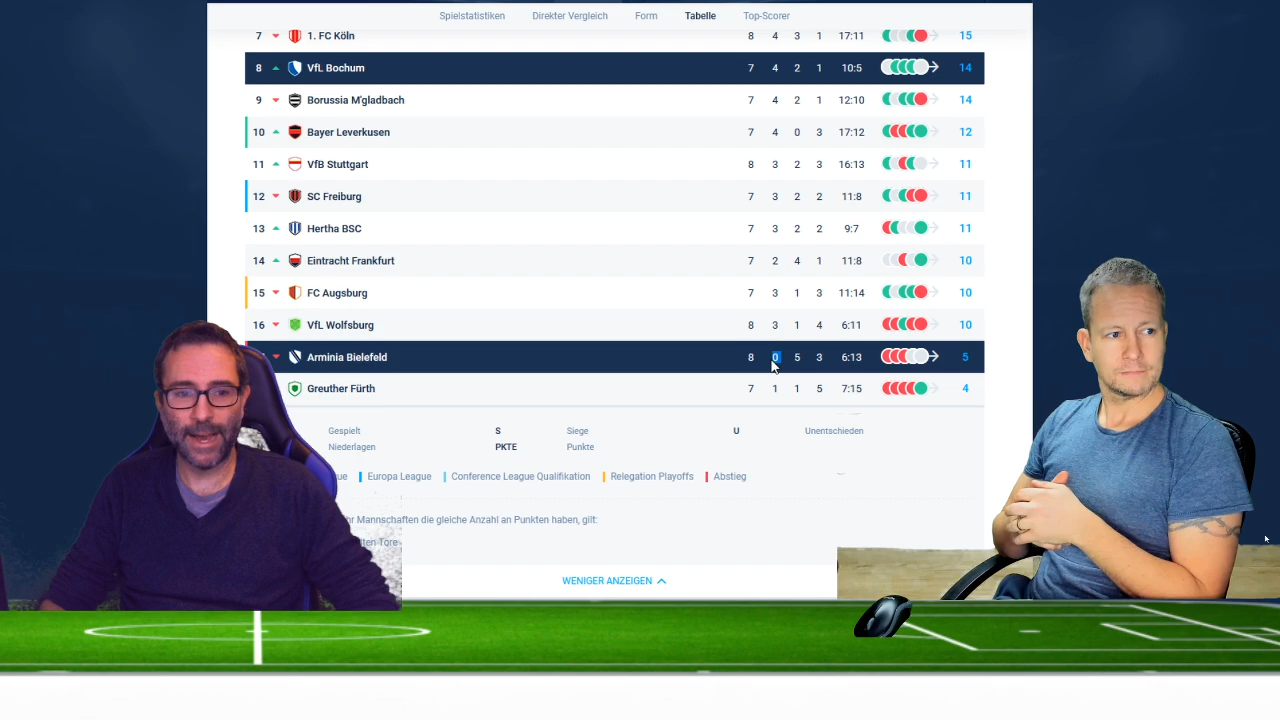 Spielstatistiken Direkter Vergleich Form Tabelle Top-Scorer
7 1. FC Köln 8 4 3 1 17:11 15
8 VfL Bochum 7 4 2 1 10:5 14
9 Borussia M'gladbach 7 4 2 1 12:10 14
10 Bayer Leverkusen 7 4 0 3 17:12 12
11 VfB Stuttgart 8 3 2 3 16:13 11
12 SC Freiburg 7 3 2 2 11:8 11
13 Hertha BSC 7 3 2 2 9:7 11
14 Eintracht Frankfurt 7 2 4 1 11:8 10
15 FC Augsburg 7 3 1 3 11:14 10
16 VfL Wolfsburg 8 3 1 4 6:11 10
Arminia Bielefeld 8 0 5 3 6:13 5
Greuther Fürth 7 1 1 5 7:15 4
Gespielt S Siege U Unentschieden
Niederlagen PKTE Punkte
ue Europa League Conference League Qualifikation Relegation Playoffs Abstieg
hr Mannschaften die gleiche Anzahl an Punkten haben, gilt:
ten Tore
WENIGER ANZEIGEN